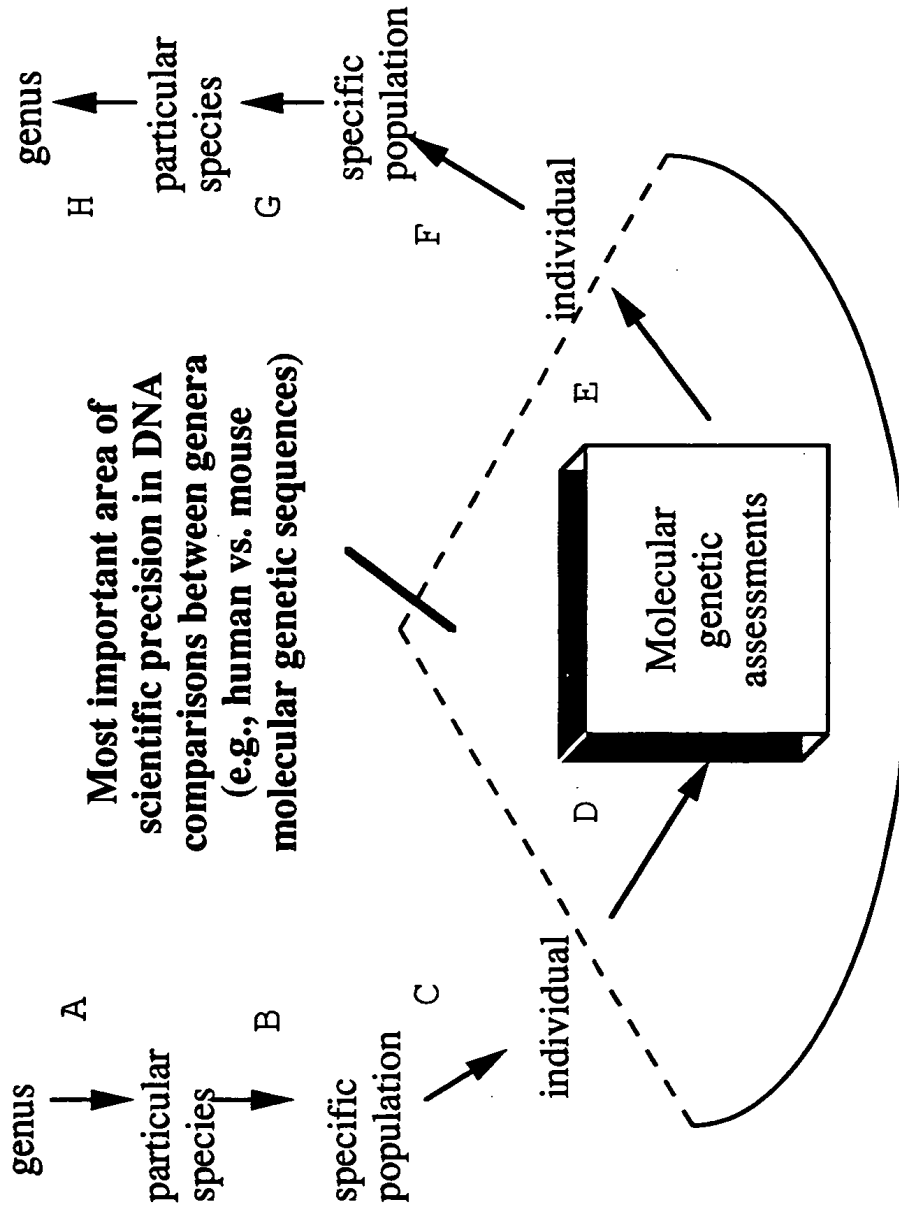 genus
A
particular
species
B
specific
population
C
individual
D
Most important area of
scientific precision in DNA
comparisons between genera
(e.g., human vs. mouse
molecular genetic sequences)
Molecular
genetic
assessments
E
individual
F
specific
population
G
particular
species
H
genus